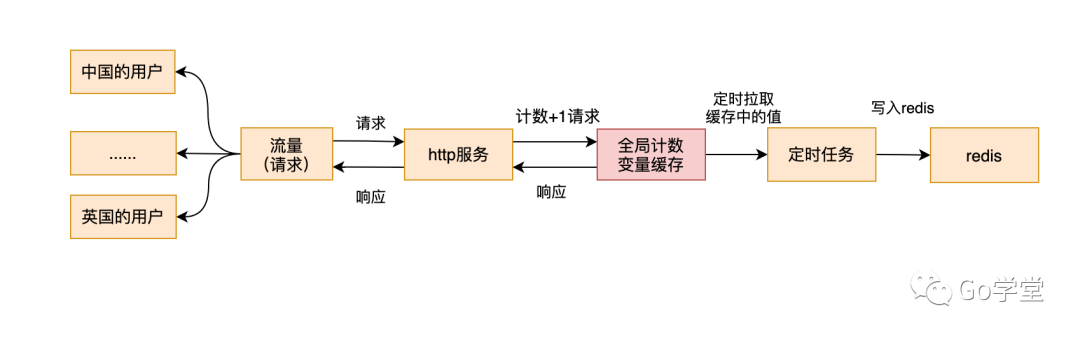 中国的用户
......
英国的用户
流量
（请求）
请求
响应
http服务
计数+1请求
响应
全局计数
变量缓存
定时拉取
缓存中的值
定时任务
写入redis
redis
Go学堂